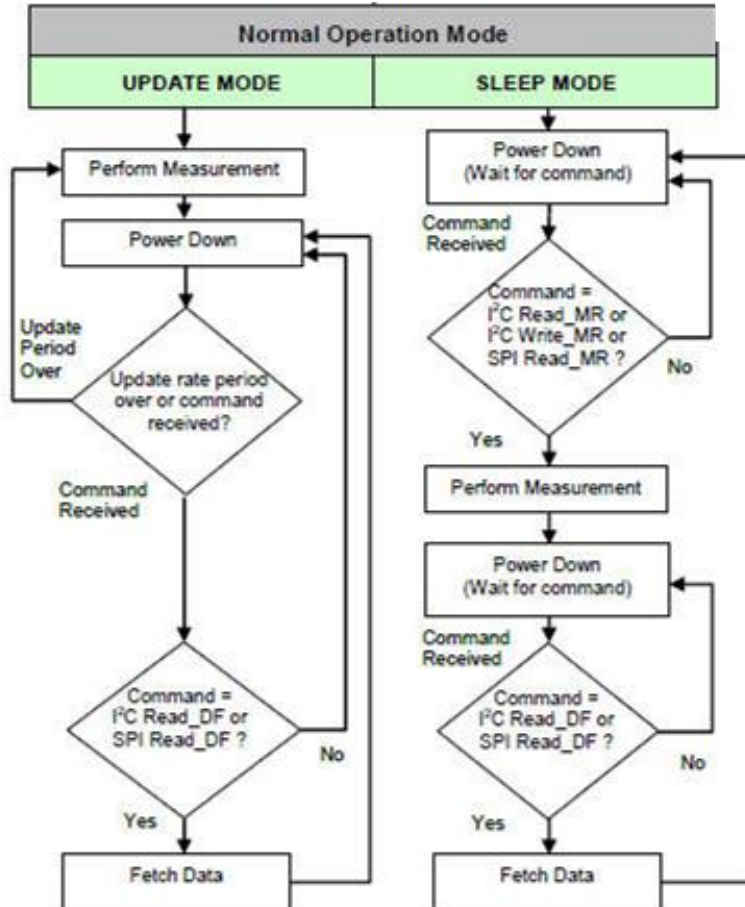 Normal Operation Mode
UPDATE MODE
Perform Measurement
Power Down
Update
Period
Over
Update rate period
over or command
received?
Command
Received
Command =
I²C Read_DF or
SPI Read_DF ?
No
Yes
Fetch Data
SLEEP MODE
Power Down
(Wait for command)
Command
Received
Command =
I²C Read_MR or
I²C Write_MR or
SPI Read_MR ?
No
Yes
Perform Measurement
Power Down
(Wait for command)
Command
Received
Command =
I²C Read_DF or
SPI Read_DF ?
No
Yes
Fetch Data